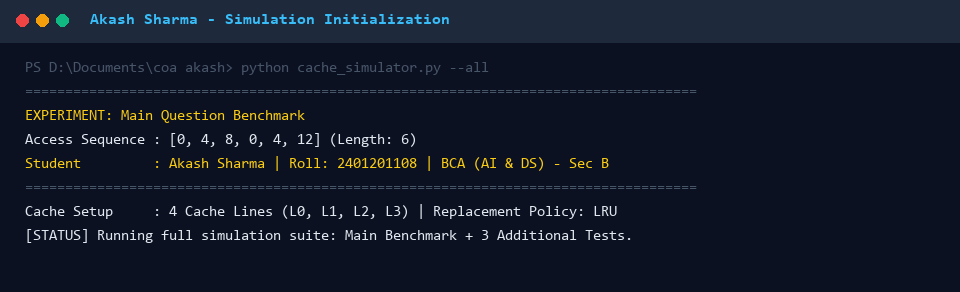 Akash Sharma - Simulation Initialization
PS D:\Documents\coa akash> python cache_simulator.py --all
====================================================================================
EXPERIMENT: Main Question Benchmark
Access Sequence : [0, 4, 8, 0, 4, 12] (Length: 6)
Student         : Akash Sharma | Roll: 2401201108 | BCA (AI & DS) - Sec B
====================================================================================
Cache Setup     : 4 Cache Lines (L0, L1, L2, L3) | Replacement Policy: LRU
[STATUS] Running full simulation suite: Main Benchmark + 3 Additional Tests.